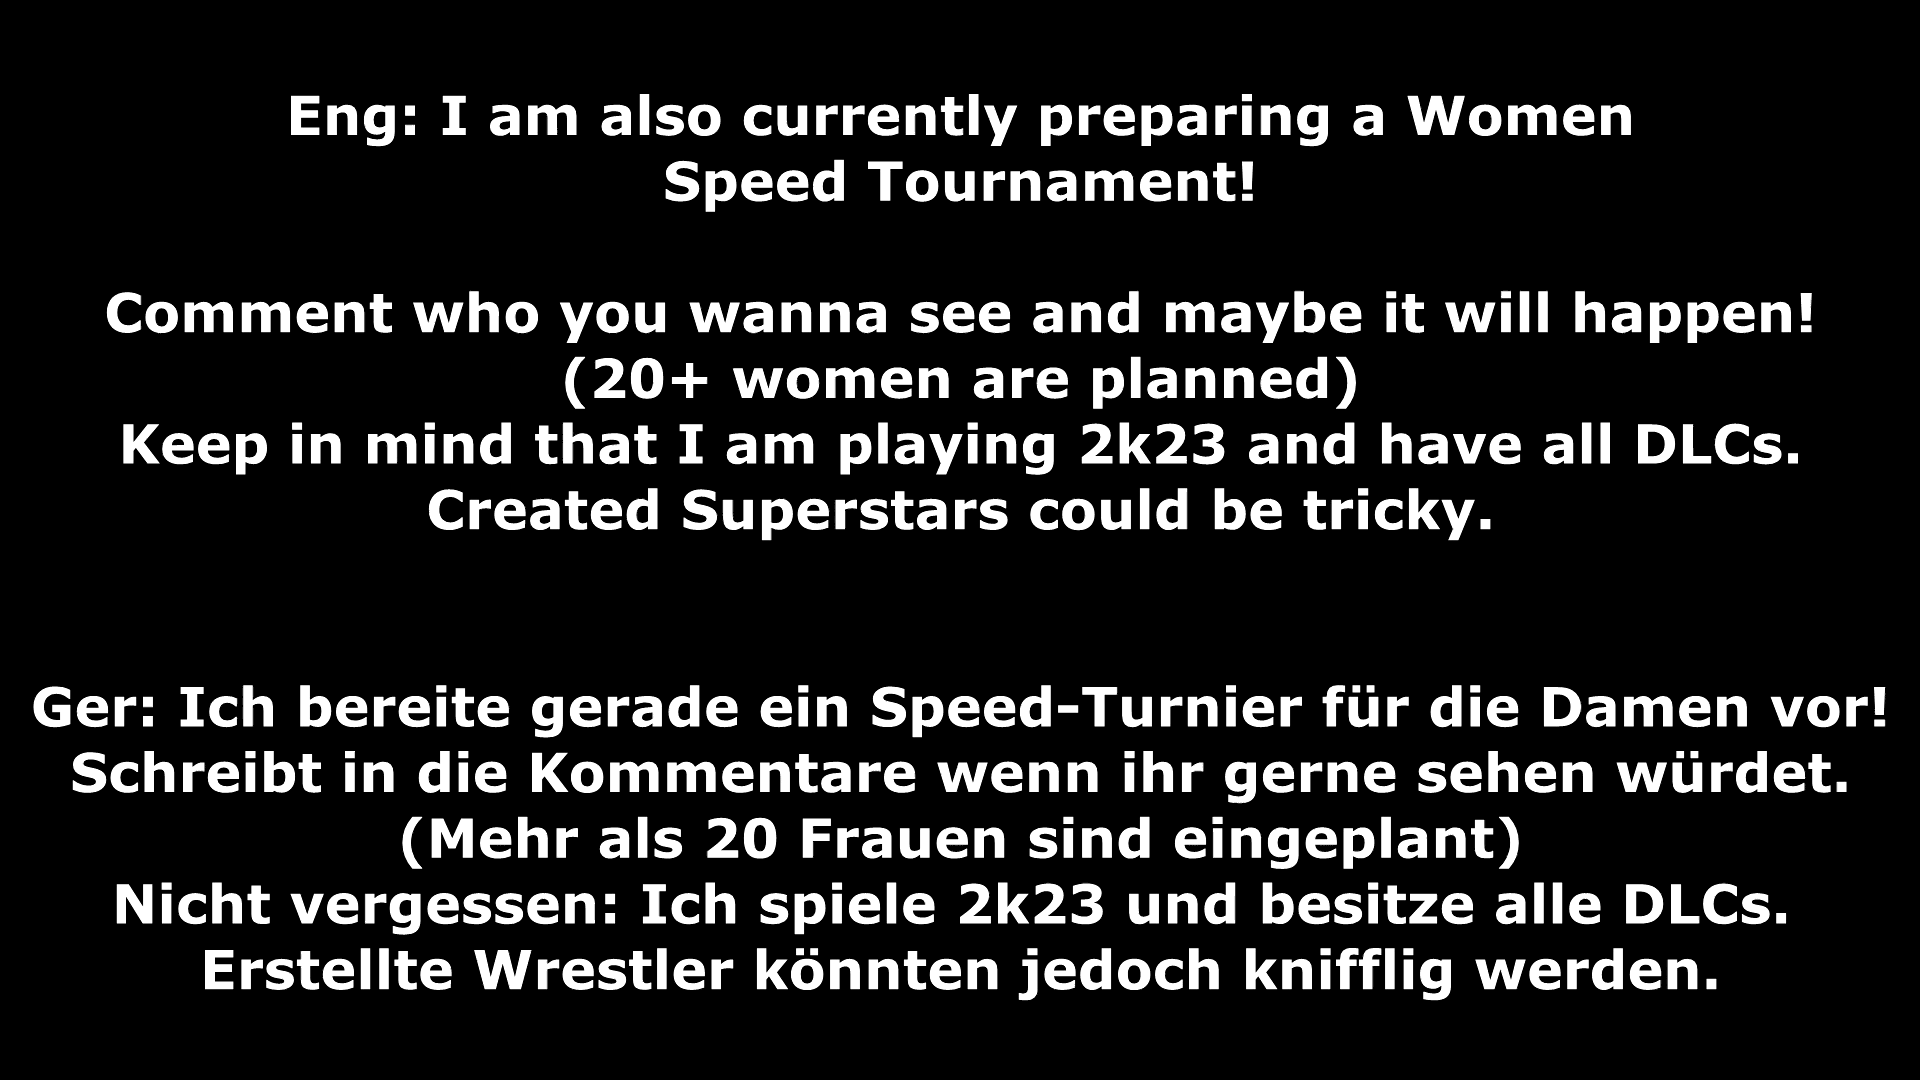 Eng: I am also currently preparing a Women
Speed Tournament!
Comment who you wanna see and maybe it will happen!
(20+ women are planned)
Keep in mind that I am playing 2k23 and have all DLCs.
Created Superstars could be tricky.
Ger: Ich bereite gerade ein Speed-Turnier für die Damen vor!
Schreibt in die Kommentare wenn ihr gerne sehen würdet.
(Mehr als 20 Frauen sind eingeplant)
Nicht vergessen: Ich spiele 2k23 und besitze alle DLCs.
Erstellte Wrestler könnten jedoch knifflig werden.